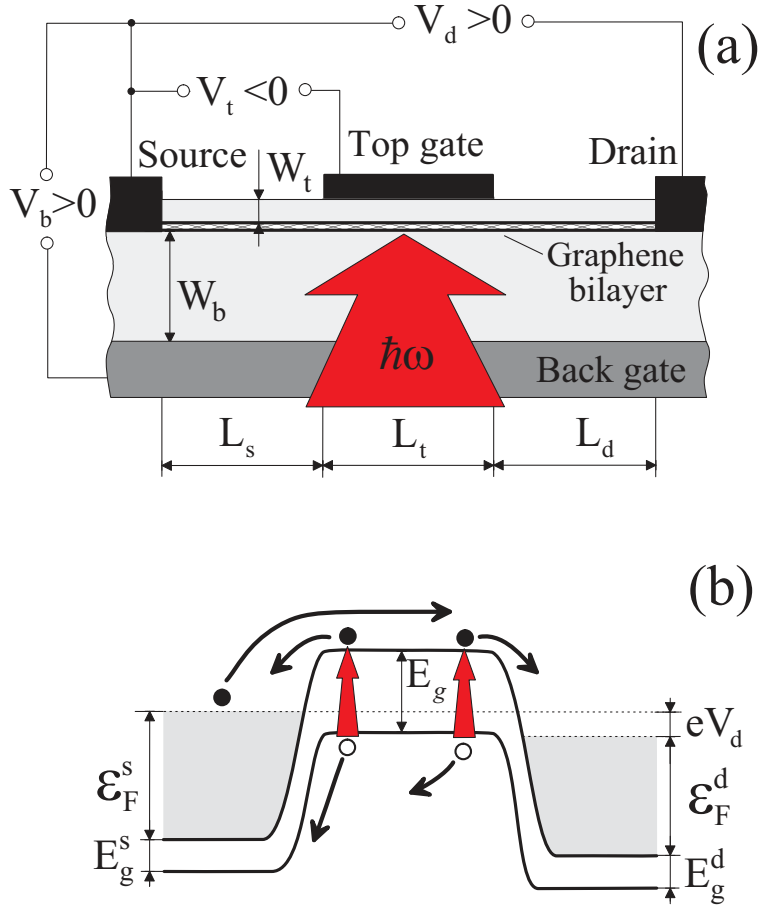 V_d >0
(a)
V_t <0
Source
W_t
Top gate
Drain
V_b>0
Graphene
bilayer
W_b
ħω
Back gate
L_s
L_t
L_d
(b)
E_g
eV_d
ε_F^s
ε_F^d
E_g^s
E_g^d